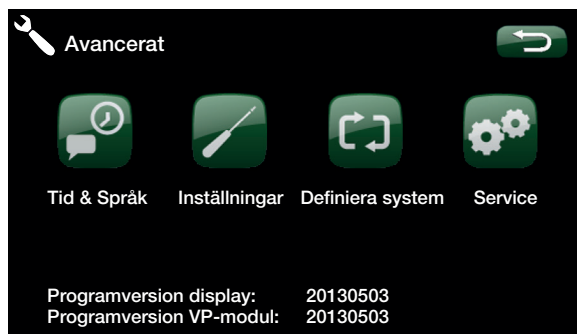 Avancerat
Tid & Språk Inställningar Definiera system Service
Programversion display: 20130503
Programversion VP-modul: 20130503